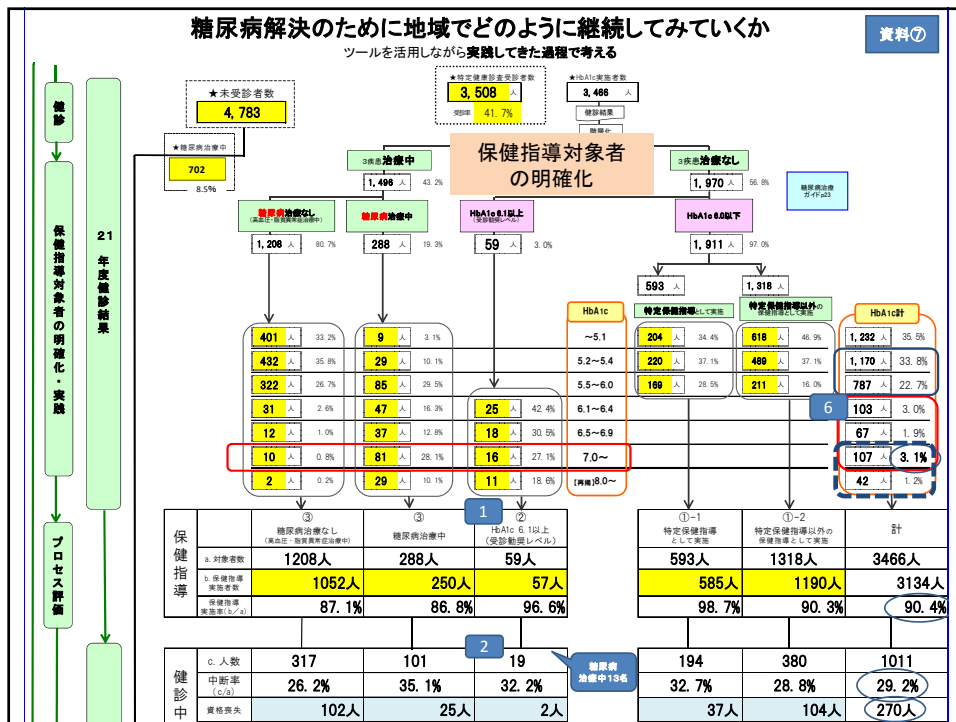 糖尿病解決のために地域でどのように継続してみていくか
資料⑦
ツールを活用しながら実践してきた過程で考える
★未受診者数
4,783
★特定健康診査受診者数
3,508 人
受診率 41.7%
★HbA1c実施者数
3,466 人
健診結果
階層化
★糖尿病治療中
702
8.5%
保健指導対象者
の明確化
3疾患治療中
1,496 人 43.2%
3疾患治療なし
1,970 人 56.8%
糖尿病治療
ガイドp23
糖尿病治療なし
(高血圧・脂質異常症治療中)
1,208 人 80.7%
糖尿病治療中
288 人 19.3%
HbA1c 6.1以上
(受診勧奨レベル)
59 人 3.0%
HbA1c 6.0以下
1,911 人 97.0%
593 人
1,318 人
特定保健指導として実施
特定保健指導以外の
保健指導として実施
HbA1c
HbA1c計
401 人 33.2% 9 人 3.1% ～5.1 204 人 34.4% 618 人 46.9% 1,232 人 35.5%
432 人 35.8% 29 人 10.1% 5.2～5.4 220 人 37.1% 489 人 37.1% 1,170 人 33.8%
322 人 26.7% 85 人 29.5% 5.5～6.0 169 人 28.5% 211 人 16.0% 787 人 22.7%
31 人 2.6% 47 人 16.3% 25 人 42.4% 6.1～6.4 6 103 人 3.0%
12 人 1.0% 37 人 12.8% 18 人 30.5% 6.5～6.9 67 人 1.9%
10 人 0.8% 81 人 28.1% 16 人 27.1% 7.0～ 107 人 3.1%
2 人 0.2% 29 人 10.1% 11 人 18.6% [再掲]8.0～ 42 人 1.2%
健診
保健指導対象者の明確化・実践
プロセス評価
21年度健診結果
1
保健指導
③
糖尿病治療なし
(高血圧・脂質異常症治療中)
③
糖尿病治療中
②
HbA1c 6.1以上
(受診勧奨レベル)
①-1
特定保健指導
として実施
①-2
特定保健指導以外の
保健指導として実施
計
a.対象者数 1208人 288人 59人 593人 1318人 3466人
b.保健指導
実施者数 1052人 250人 57人 585人 1190人 3134人
保健指導
実施率(b/a) 87.1% 86.8% 96.6% 98.7% 90.3% 90.4%
2
糖尿病
治療中13名
健診中
c.人数 317 101 19 194 380 1011
中断率
(c/a) 26.2% 35.1% 32.2% 32.7% 28.8% 29.2%
資格喪失 102人 25人 2人 37人 104人 270人